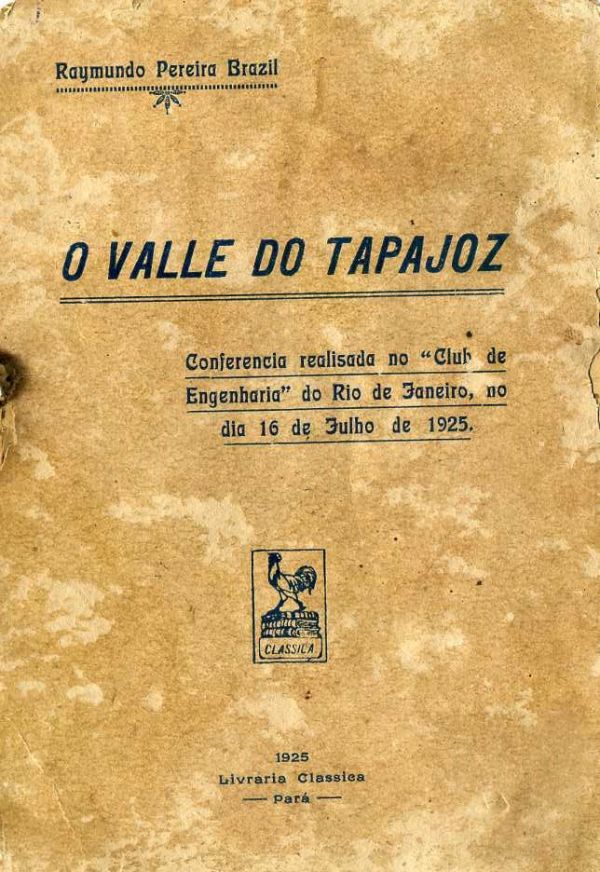 Raymundo Pereira Brazil
O VALLE DO TAPAJOZ
Conferencia realisada no "Club de
Engenharia" do Rio de Janeiro, no
dia 16 de Julho de 1925.
CLASSICA
1925
Livraria Classica
— Pará —